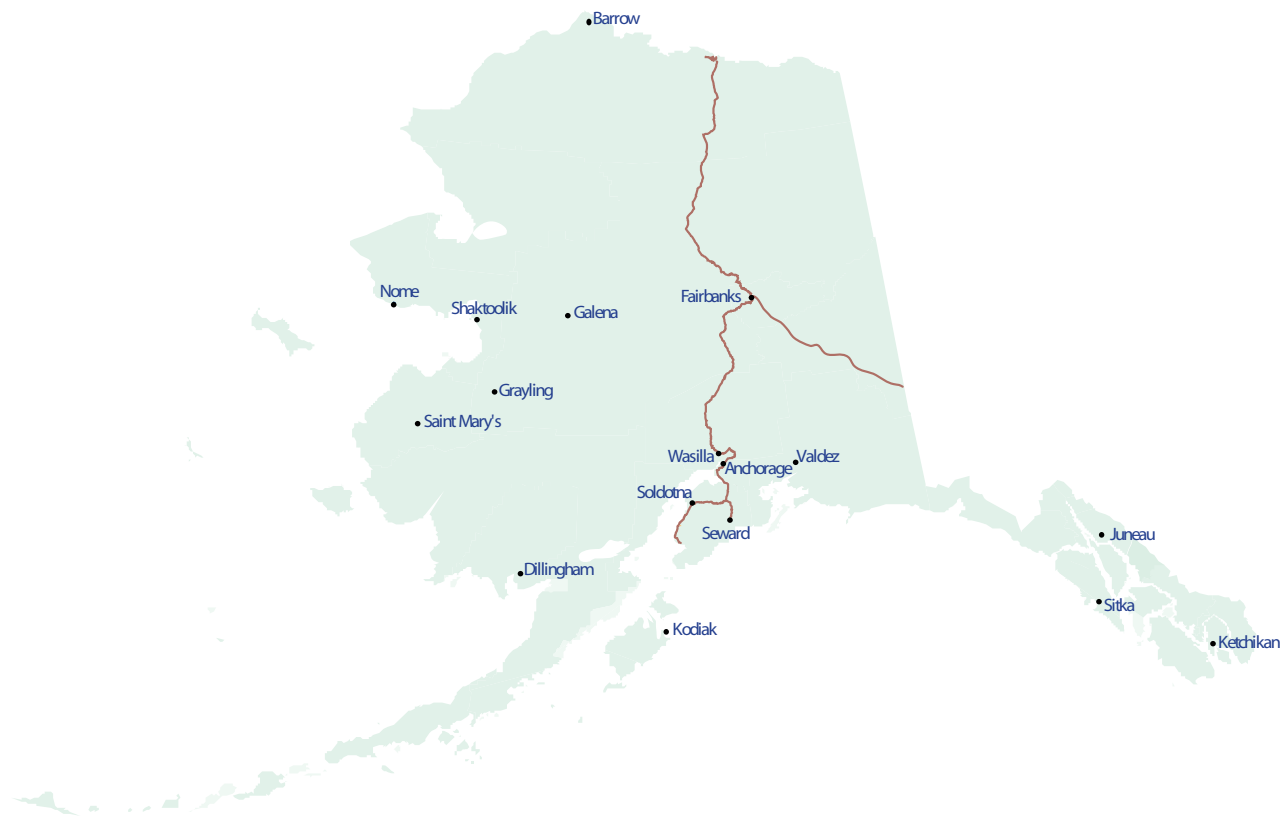 Barrow
Nome
Fairbanks
Shaktoolik
Galena
Grayling
Saint Mary's
Wasilla
Valdez
Anchorage
Soldotna
Seward
Juneau
Dillingham
Sitka
Kodiak
Ketchikan